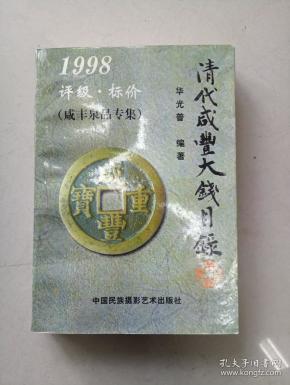 1998
评级·标价
(咸丰泉品专集)
清代咸豐大钱目錄
华光普 编著
咸豐重寶
中国民族摄影艺术出版社
孔夫子旧书网